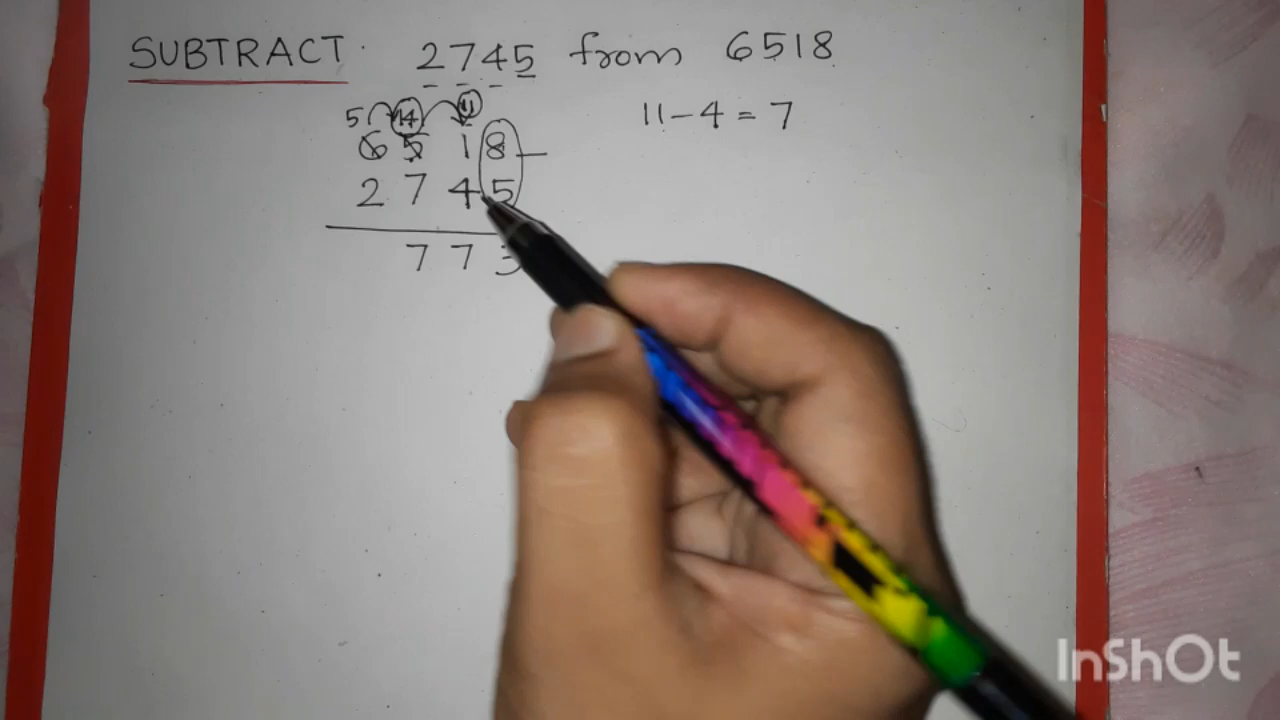 SUBTRACT 2745 from 6518
5 14 11
6 5 1 8 —
2 7 4 5
7 7 3
11-4=7
InShOt